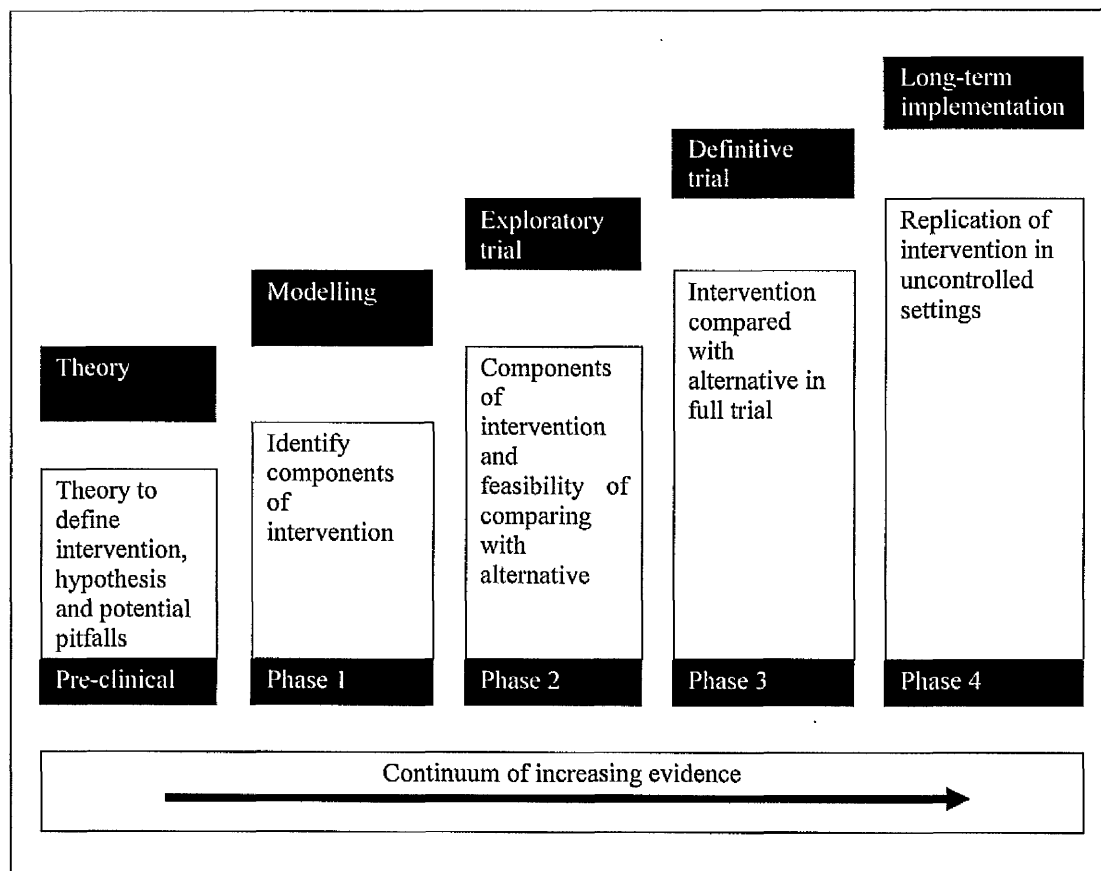 Long-term
implementation
Definitive
trial
Exploratory
trial
Modelling
Theory
Replication of
intervention in
uncontrolled
settings
Intervention
compared
with
alternative in
full trial
Components
of
intervention
and
feasibility of
comparing
with
alternative
Identify
components
of
intervention
Theory to
define
intervention,
hypothesis
and potential
pitfalls
Pre-clinical
Phase 1
Phase 2
Phase 3
Phase 4
Continuum of increasing evidence